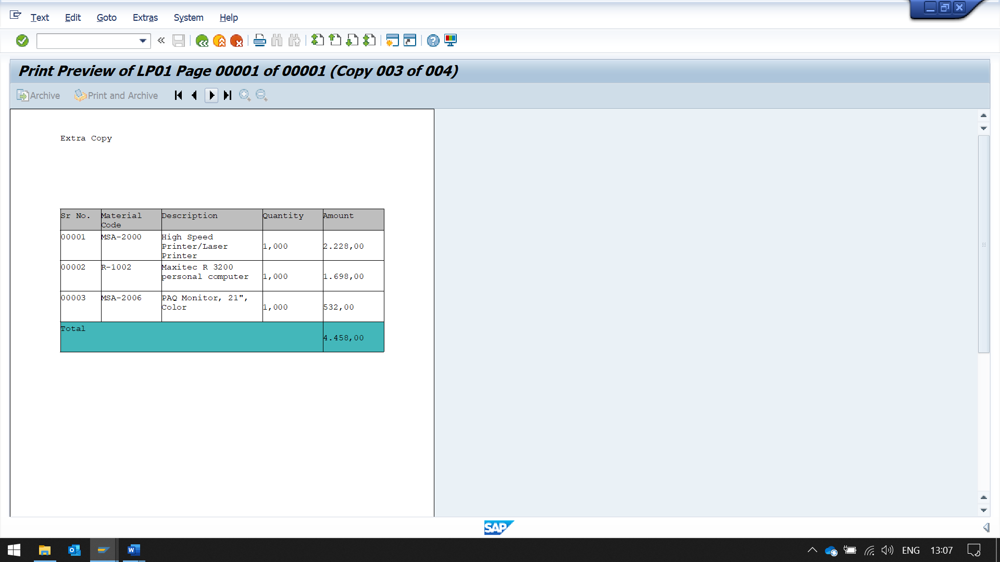 Text Edit Goto Extras System Help
Print Preview of LP01 Page 00001 of 00001 (Copy 003 of 004)
Archive Print and Archive
Extra Copy
Sr No. Material Code Description Quantity Amount
00001 MSA-2000 High Speed Printer/Laser Printer 1,000 2.228,00
00002 R-1002 Maxitec R 3200 personal computer 1,000 1.698,00
00003 MSA-2006 PAQ Monitor, 21", Color 1,000 532,00
Total 4.458,00
SAP
ENG 13:07